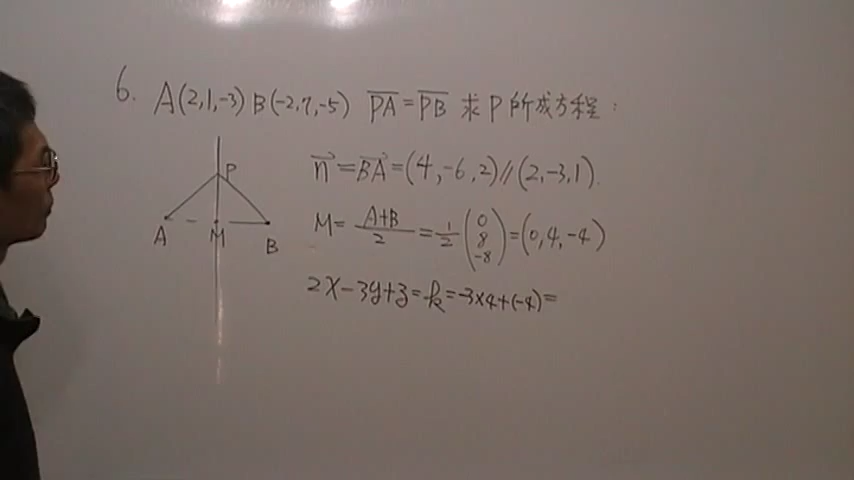 6. A(2,1,-3) B(-2,7,-5) \overline{PA}=\overline{PB} 求 P 所成方程:
P
A M B
\vec{n}=\vec{BA}=(4,-6,2)//(2,-3,1).
M=\frac{A+B}{2}=\frac{1}{2}\begin{pmatrix}0\\8\\-8\end{pmatrix}=(0,4,-4)
2x-3y+z=k=-3×4+(-4)=